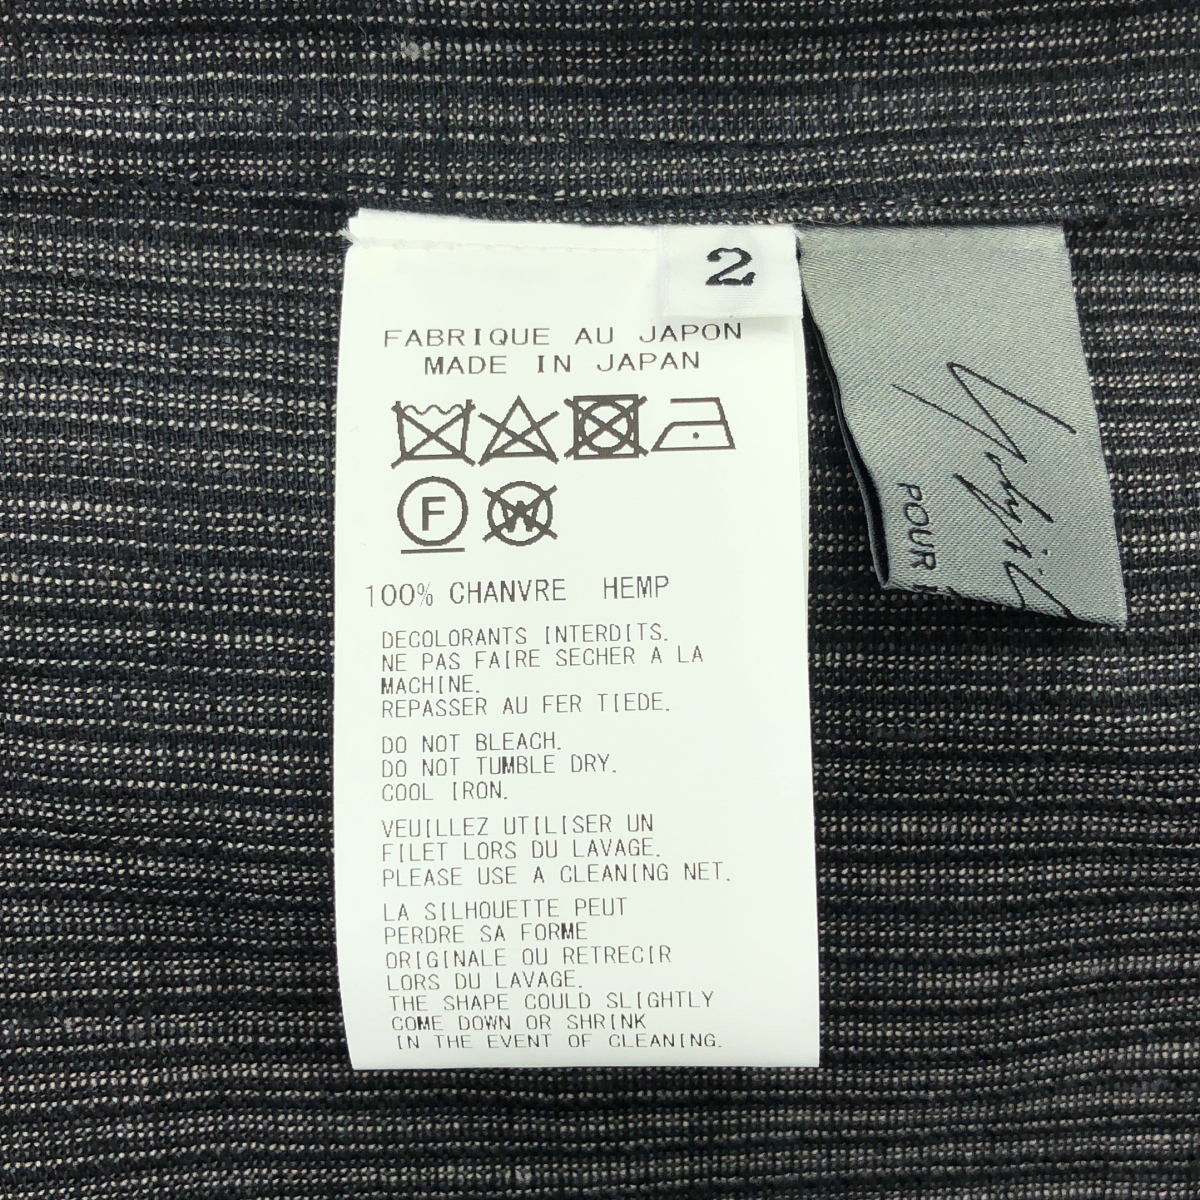 2
FABRIQUE AU JAPON
MADE IN JAPAN
F
W
100% CHANVRE HEMP
DECOLORANTS INTERDITS.
NE PAS FAIRE SECHER A LA
MACHINE.
REPASSER AU FER TIEDE.
DO NOT BLEACH.
DO NOT TUMBLE DRY.
COOL IRON.
VEUILLEZ UTILISER UN
FILET LORS DU LAVAGE.
PLEASE USE A CLEANING NET.
LA SILHOUETTE PEUT
PERDRE SA FORME
ORIGINALE OU RETRECIR
LORS DU LAVAGE.
THE SHAPE COULD SLIGHTLY
COME DOWN OR SHRINK
IN THE EVENT OF CLEANING.
POUR